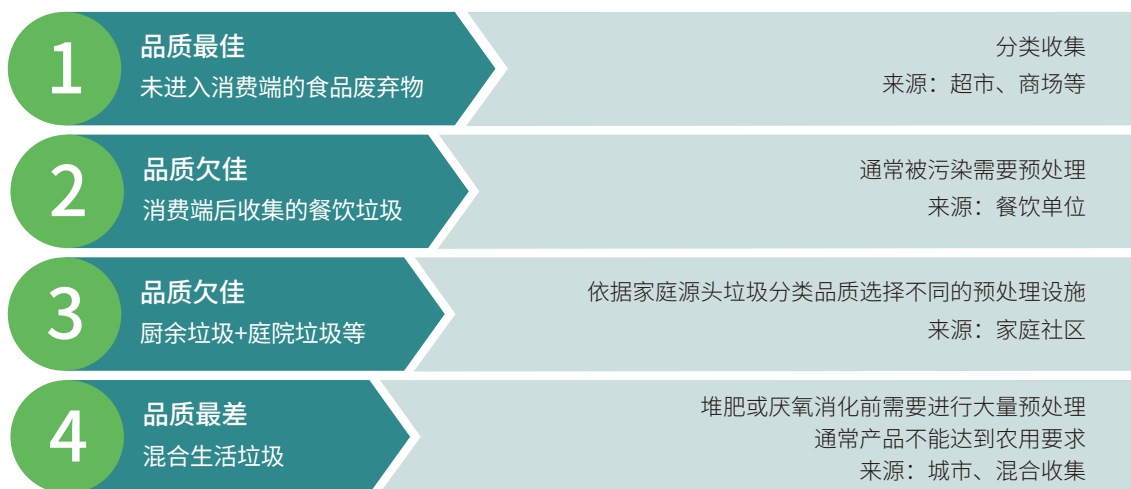 1
品质最佳
未进入消费端的食品废弃物
分类收集
来源：超市、商场等
2
品质欠佳
消费端后收集的餐饮垃圾
通常被污染需要预处理
来源：餐饮单位
3
品质欠佳
厨余垃圾+庭院垃圾等
依据家庭源头垃圾分类品质选择不同的预处理设施
来源：家庭社区
4
品质最差
混合生活垃圾
堆肥或厌氧消化前需要进行大量预处理
通常产品不能达到农用要求
来源：城市、混合收集